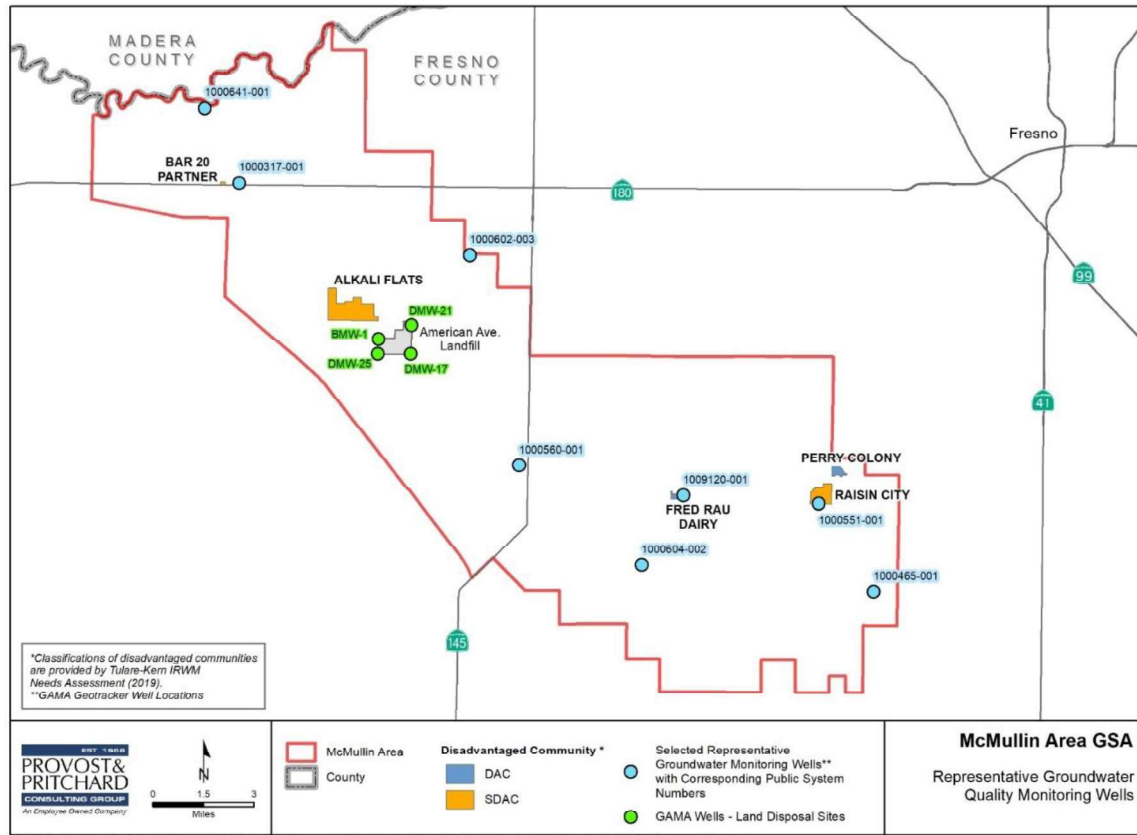 MADERA
COUNTY
FRESNO
COUNTY
1000641-001
Fresno
BAR 20
PARTNER
1000317-001
180
1000602-003
99
ALKALI FLATS
DMW-21
BMW-1
American Ave.
Landfill
DMW-25
DMW-17
41
1000560-001
PERRY COLONY
1009120-001
RAISIN CITY
FRED RAU
DAIRY
1000551-001
1000604-002
1000465-001
145
*Classifications of disadvantaged communities
are provided by Tulare-Kern IRWM
Needs Assessment (2019).
**GAMA Geotracker Well Locations
EST. 1968
PROVOST&
PRITCHARD
CONSULTING GROUP
An Employee Owned Company
N
0 1.5 3
Miles
McMullin Area
County
Disadvantaged Community *
DAC
SDAC
Selected Representative
Groundwater Monitoring Wells**
with Corresponding Public System
Numbers
GAMA Wells - Land Disposal Sites
McMullin Area GSA
Representative Groundwater
Quality Monitoring Wells